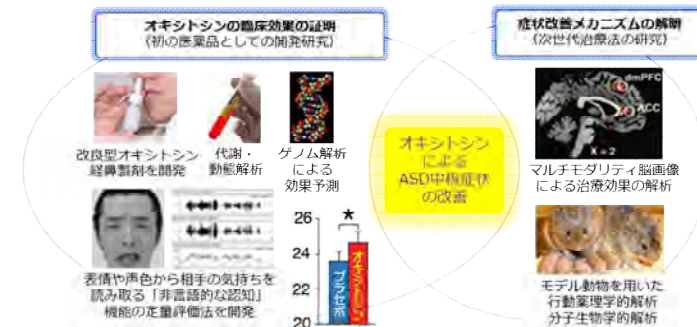 オキシトシンの臨床効果の証明
（初の医薬品としての開発研究）
症状改善メカニズムの解明
（次世代治療法の研究）
dmPFC
ACC
X = 2
改良型オキシトシン
経鼻製剤を開発
代謝・
動態解析
ゲノム解析
による
効果予測
オキシトシン
による
ASD中核症状
の改善
マルチモダリティ脳画像
による治療効果の解析
表情や声色から相手の気持ちを
読み取る「非言語的な認知」
機能の定量評価法を開発
26
24
22
20
★
プラセボ
オキシトシン
モデル動物を用いた
行動薬理学的解析
分子生物学的解析